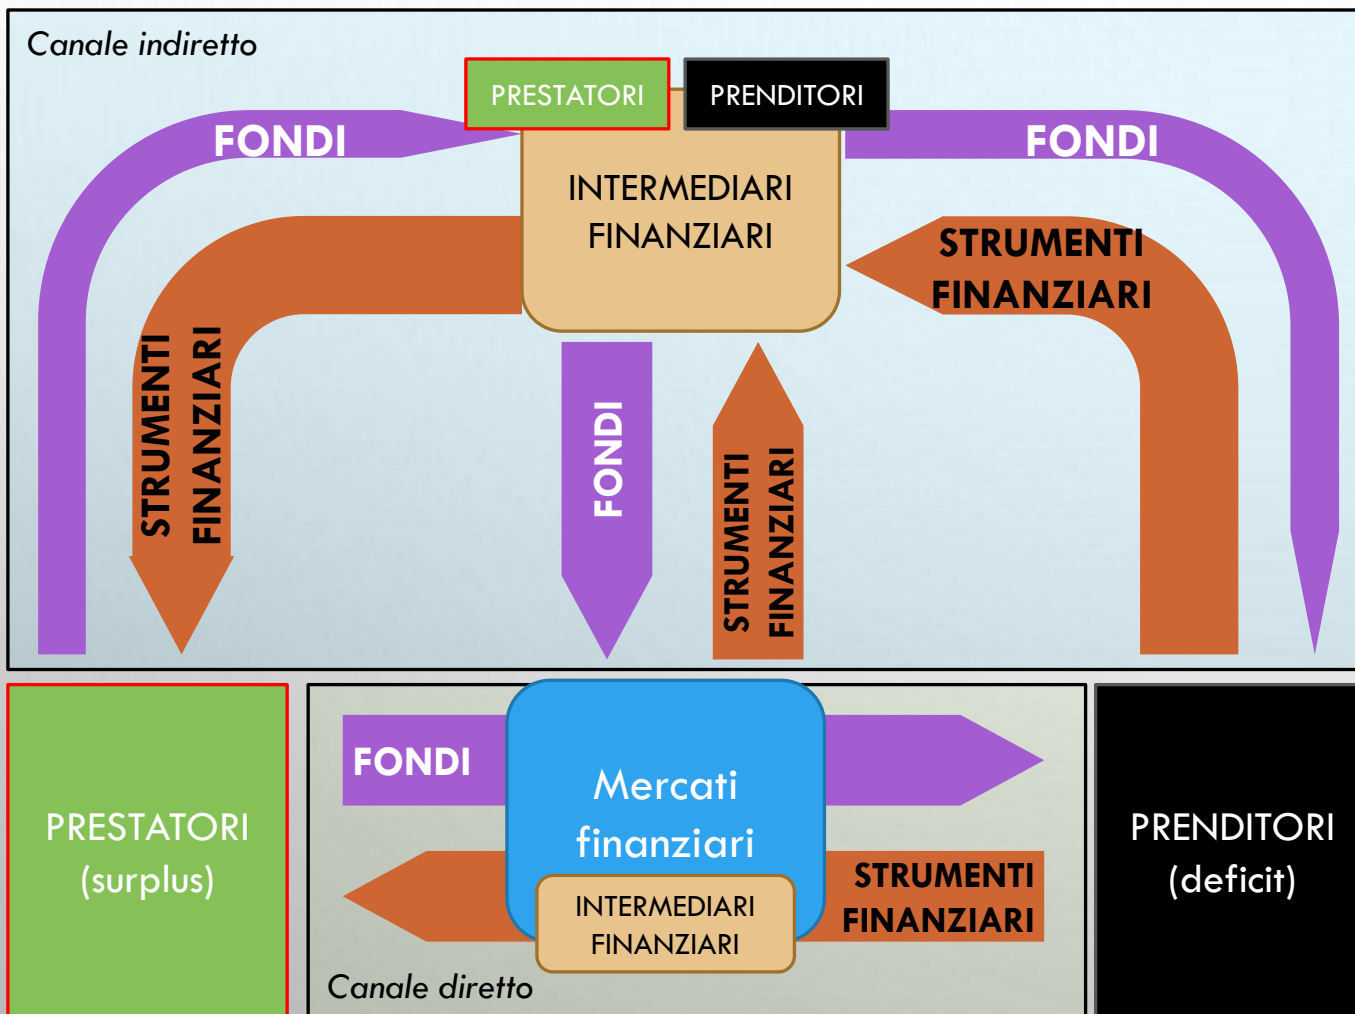 Canale indiretto
PRESTATORI
PRENDITORI
FONDI
FONDI
INTERMEDIARI
FINANZIARI
STRUMENTI
FINANZIARI
STRUMENTI
FINANZIARI
FONDI
STRUMENTI
FINANZIARI
PRESTATORI
(surplus)
FONDI
Mercati
finanziari
STRUMENTI
FINANZIARI
INTERMEDIARI
FINANZIARI
Canale diretto
PRENDITORI
(deficit)